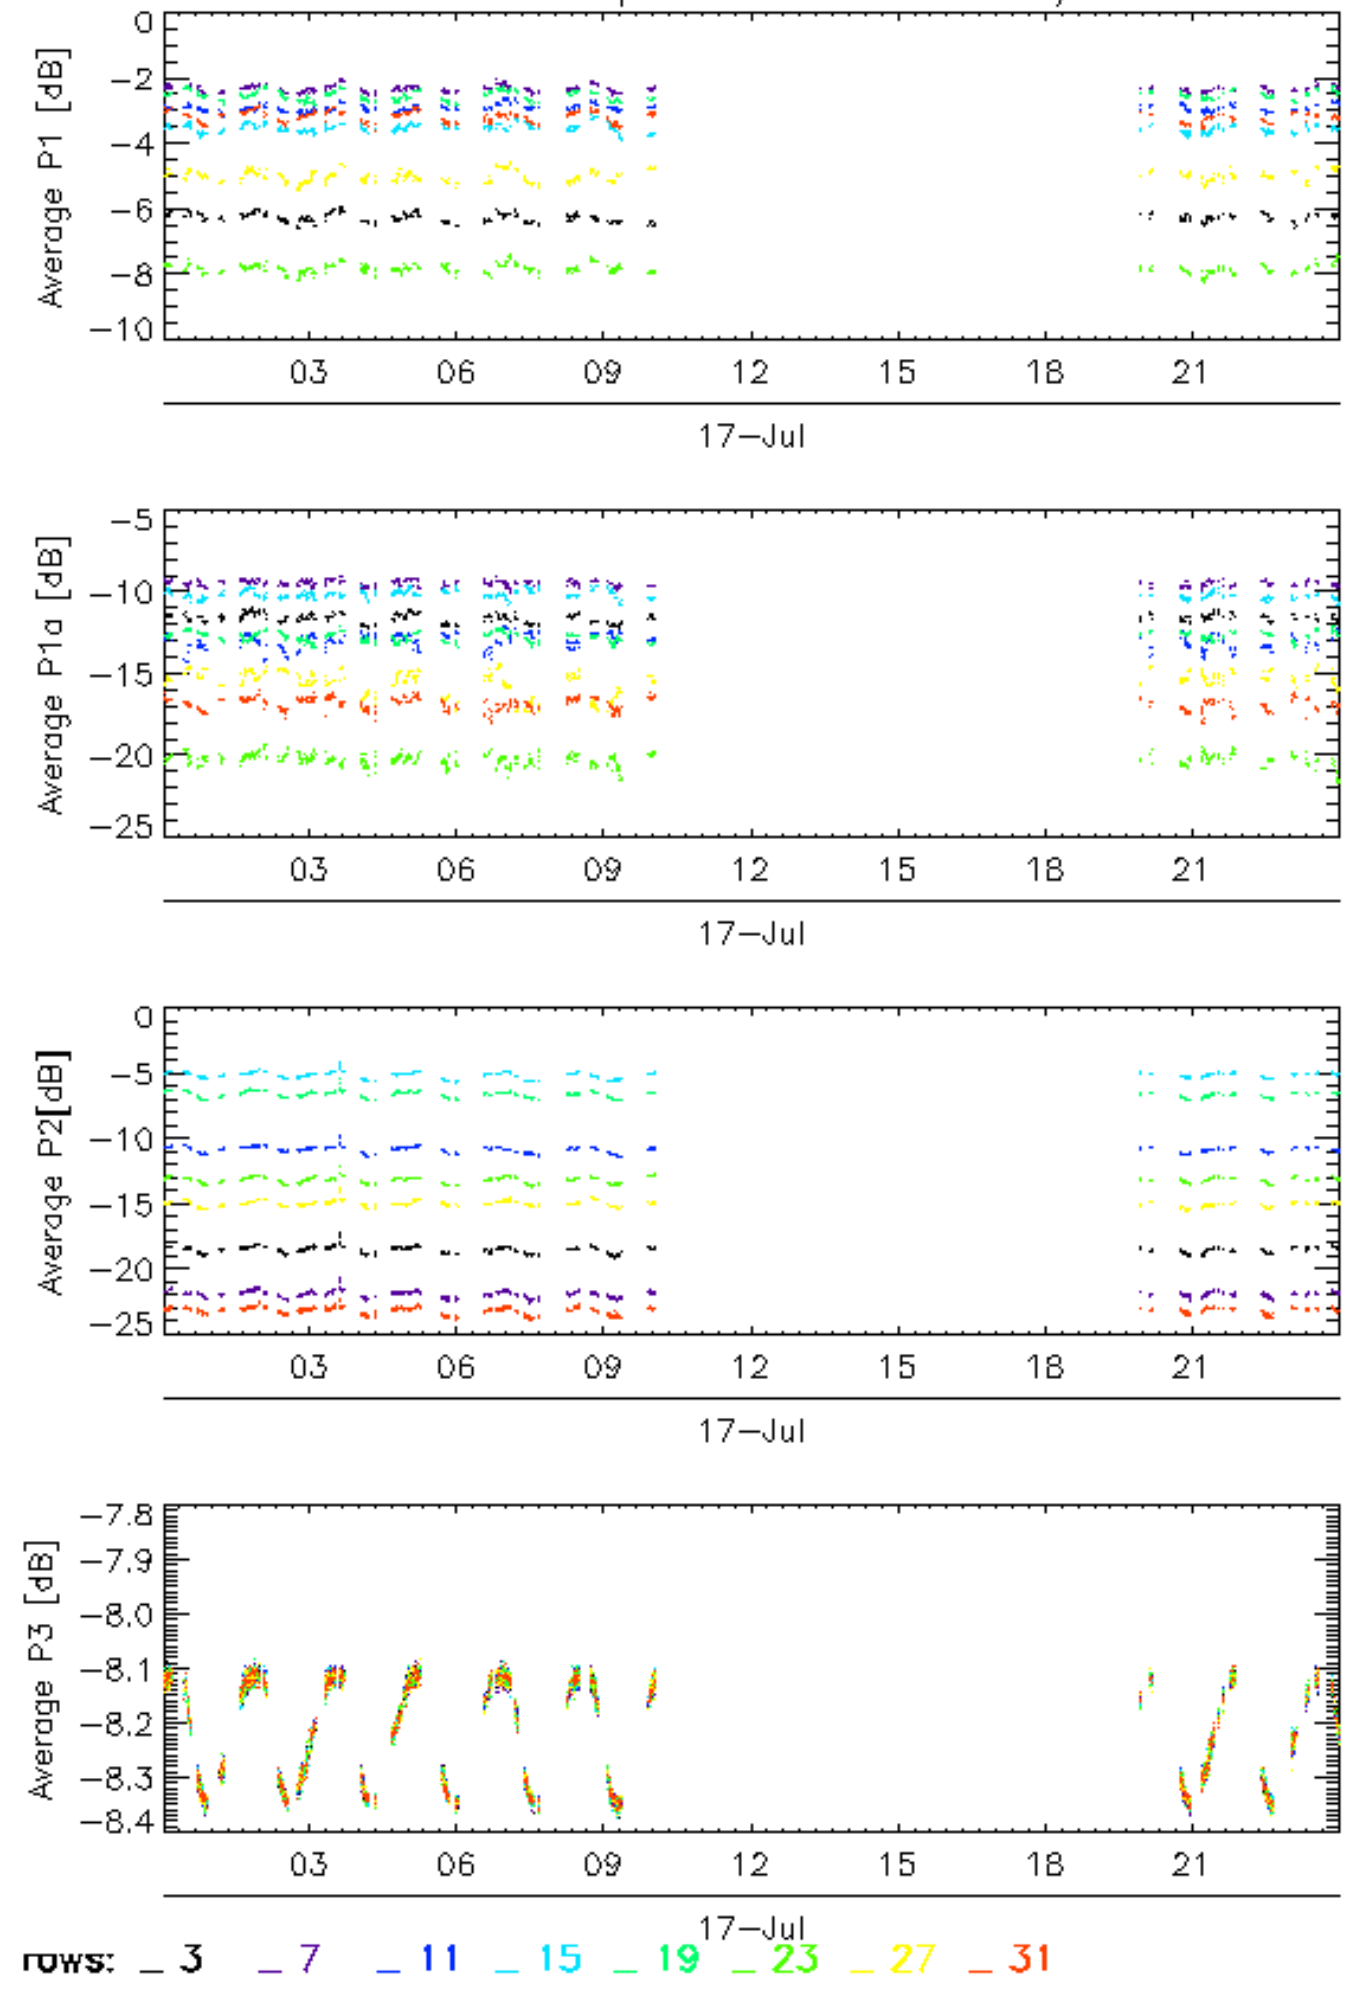 Average P1 [dB]
0
−2
−4
−6
−8
−10
03 06 09 12 15 18 21
17−Jul
Average P1a [dB]
−5
−10
−15
−20
−25
03 06 09 12 15 18 21
17−Jul
Average P2[dB]
0
−5
−10
−15
−20
−25
03 06 09 12 15 18 21
17−Jul
Average P3 [dB]
−7.8
−7.9
−8.0
−8.1
−8.2
−8.3
−8.4
03 06 09 12 15 18 21
17−Jul
rows: _ 3 _ 7 _ 11 _ 15 _ 19 _ 23 _ 27 _ 31